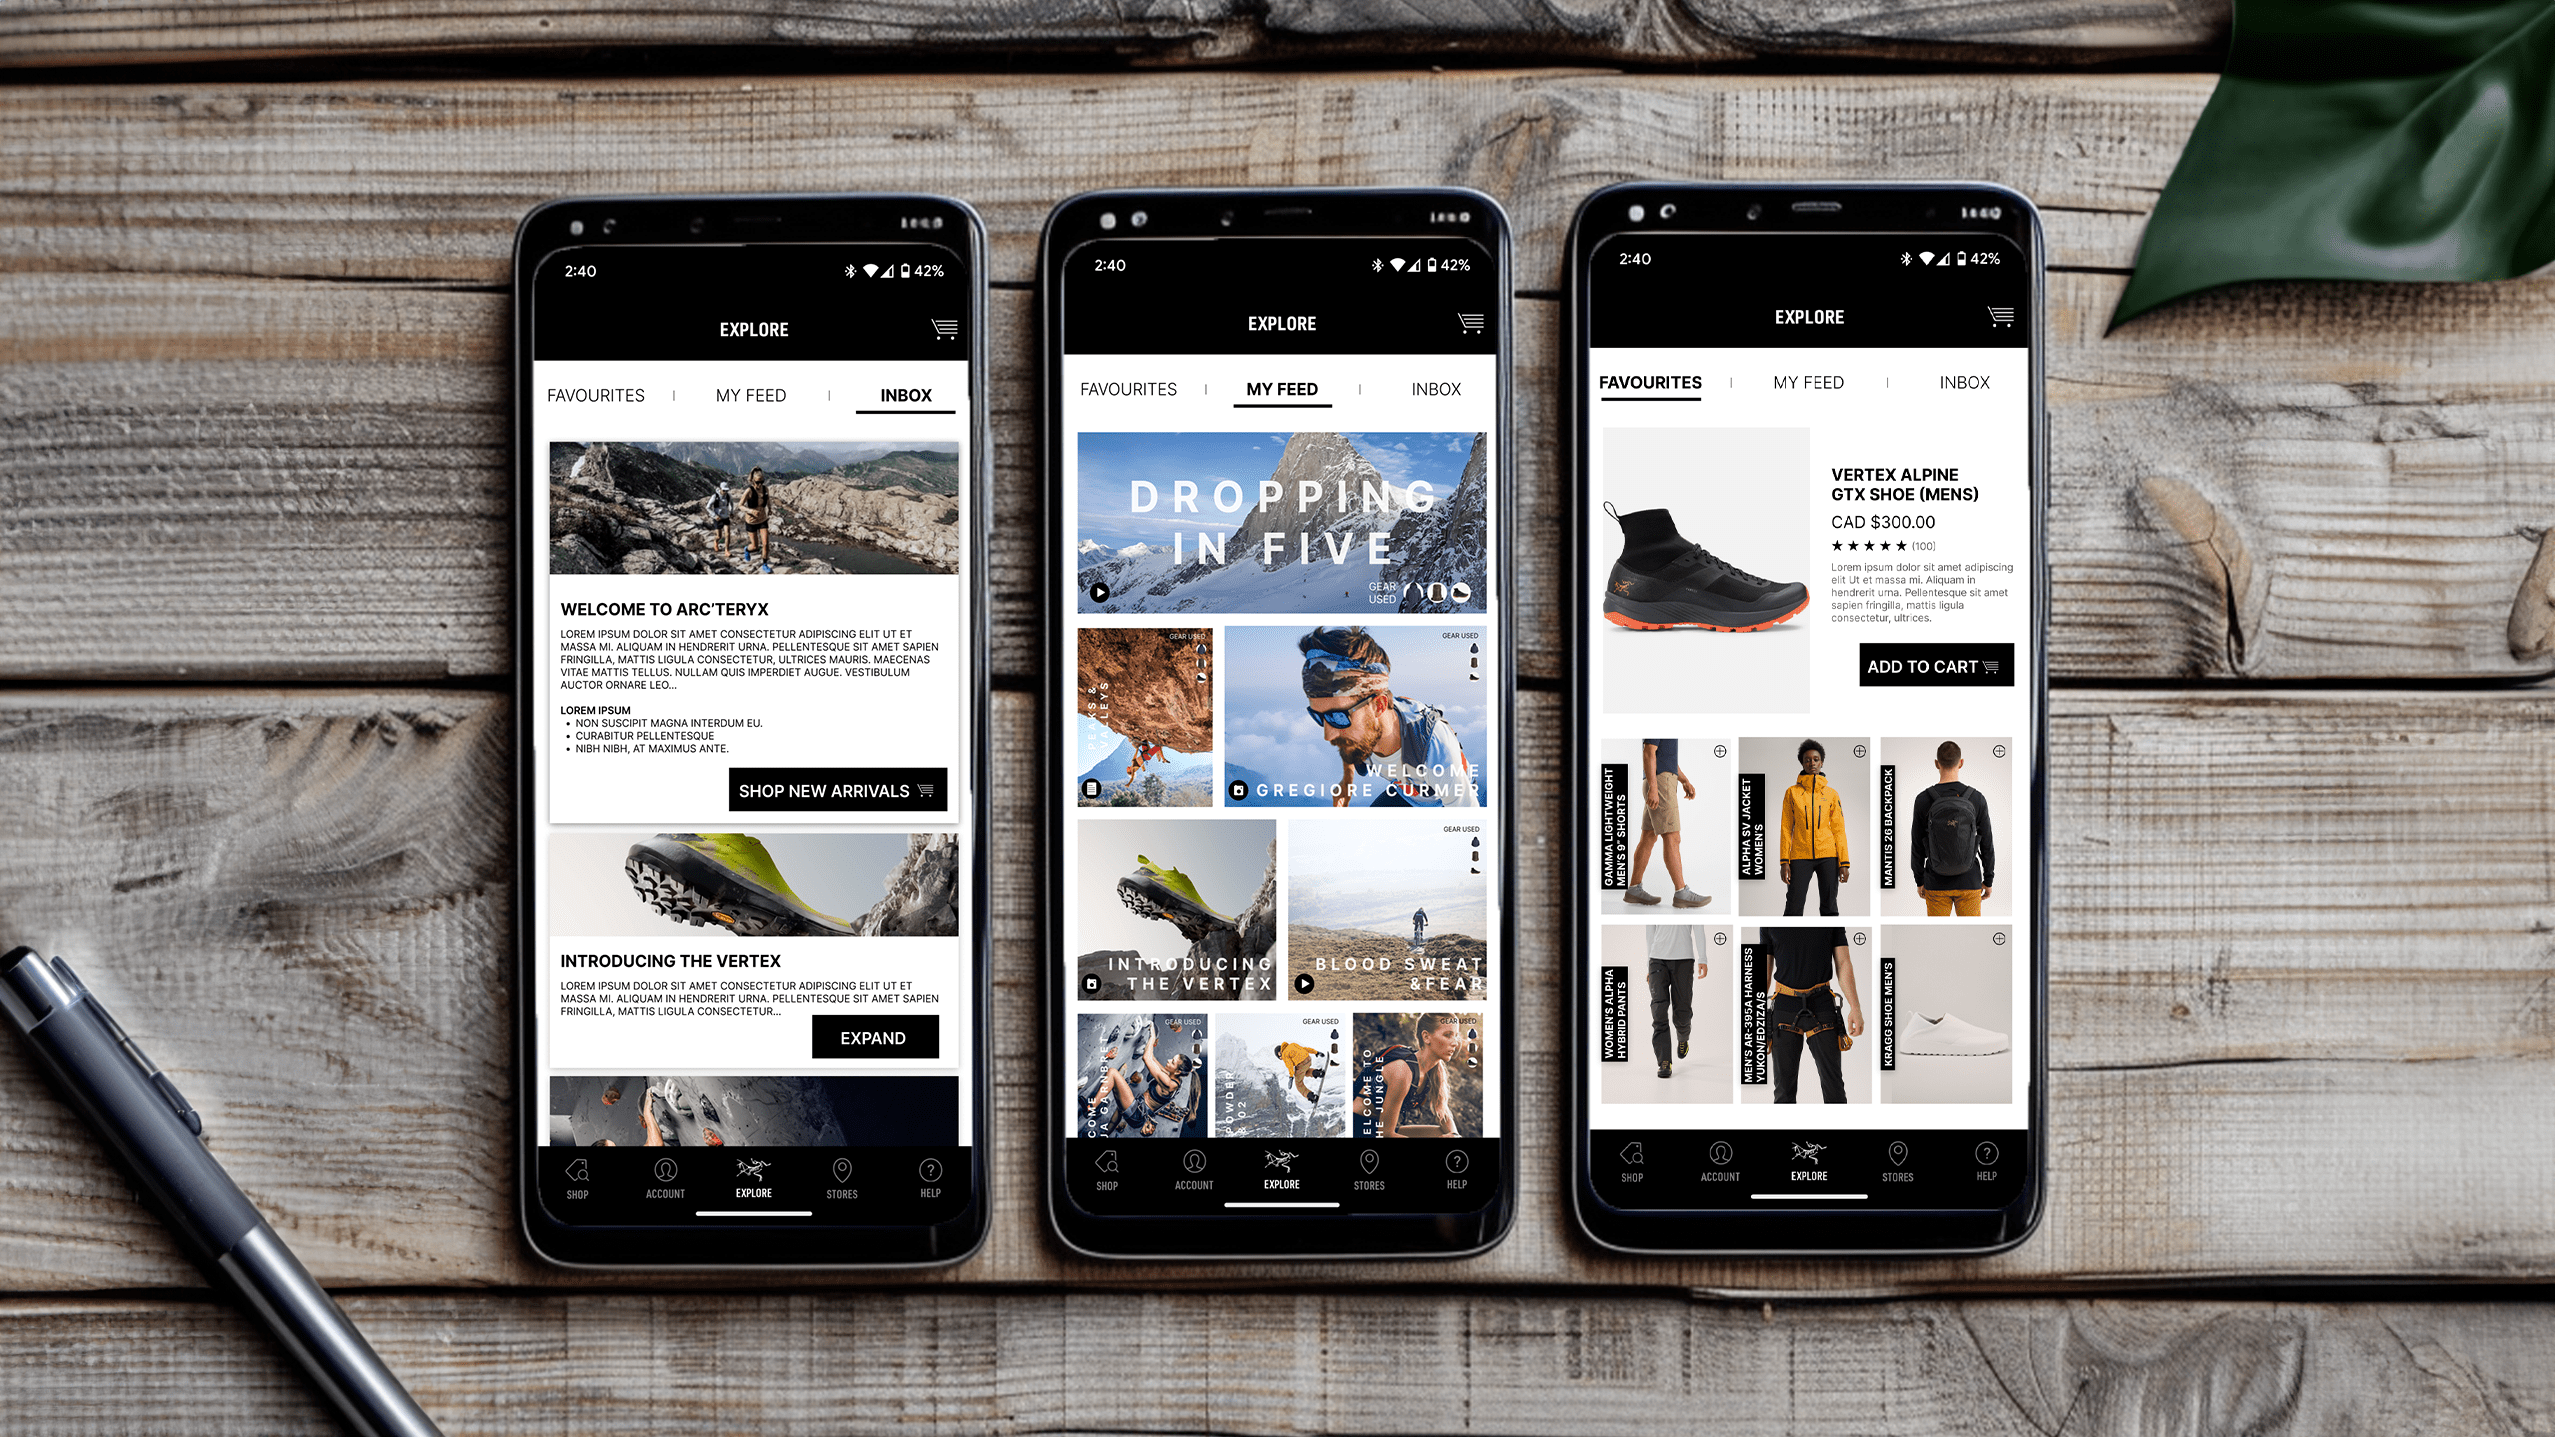 2:40
42%
EXPLORE
FAVOURITES
MY FEED
INBOX
WELCOME TO ARC'TERYX
LOREM IPSUM DOLOR SIT AMET CONSECTETUR ADIPISCING ELIT UT ET
MASSA MI. ALIQUAM IN HENDRERIT URNA. PELLENTESQUE SIT AMET SAPIEN
FRINGILLA, MATTIS LIGULA CONSECTETUR, ULTRICES MAURIS. MAECENAS
VITAE MATTIS TELLUS. NULLAM QUIS IMPERDIET AUGUE. VESTIBULUM
AUCTOR ORNARE LEO...
LOREM IPSUM
• NON SUSCIPIT MAGNA INTERDUM EU.
• CURABITUR PELLENTESQUE
• NIBH NIBH, AT MAXIMUS ANTE.
SHOP NEW ARRIVALS
INTRODUCING THE VERTEX
LOREM IPSUM DOLOR SIT AMET CONSECTETUR ADIPISCING ELIT UT ET
MASSA MI. ALIQUAM IN HENDRERIT URNA. PELLENTESQUE SIT AMET SAPIEN
FRINGILLA, MATTIS LIGULA CONSECTETUR...
EXPAND
SHOP
ACCOUNT
EXPLORE
STORES
HELP
2:40
42%
EXPLORE
FAVOURITES
MY FEED
INBOX
DROPPING
IN FIVE
GEAR
USED
GEAR USED
PEAKS &
VALLEYS
GEAR USED
WELCOME
GREGIORE CURMER
INTRODUCING
THE VERTEX
GEAR USED
BLOOD SWEAT
&FEAR
GEAR USED
COME
JA GARNBRET
GEAR USED
POWDER
& 02
GEAR USED
ELCOME TO
HE JUNGLE
SHOP
ACCOUNT
EXPLORE
STORES
HELP
2:40
42%
EXPLORE
FAVOURITES
MY FEED
INBOX
VERTEX ALPINE
GTX SHOE (MENS)
CAD $300.00
★ ★ ★ ★ ★ (100)
Lorem ipsum dolor sit amet adipiscing
elit Ut et massa mi. Aliquam in
hendrerit urna. Pellentesque sit amet
sapien fringilla, mattis ligula
consectetur, ultrices.
ADD TO CART
GAMMA LIGHTWEIGHT
MEN'S 9" SHORTS
ALPHA SV JACKET
WOMEN'S
MANTIS 26 BACKPACK
WOMEN'S ALPHA
HYBRID PANTS
MEN'S AR-395A HARNESS
YUKON/EDZIZA/S
KRAGG SHOE MEN'S
SHOP
ACCOUNT
EXPLORE
STORES
HELP